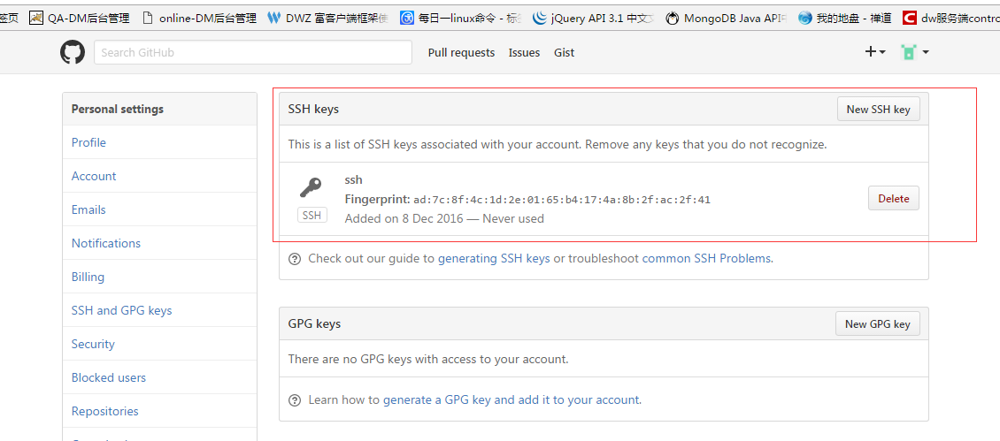 签页 QA-DM后台管理 online-DM后台管理 DWZ 富客户端框架使 每日一linux命令 - 标 jQuery API 3.1 中文 MongoDB Java API 我的地盘 - 禅道 dw服务端contro
Search GitHub Pull requests Issues Gist
Personal settings
Profile
Account
Emails
Notifications
Billing
SSH and GPG keys
Security
Blocked users
Repositories
SSH keys New SSH key
This is a list of SSH keys associated with your account. Remove any keys that you do not recognize.
ssh
Fingerprint: ad:7c:8f:4c:1d:2e:01:65:b4:17:4a:8b:2f:ac:2f:41
SSH
Added on 8 Dec 2016 — Never used
Delete
Check out our guide to generating SSH keys or troubleshoot common SSH Problems.
GPG keys New GPG key
There are no GPG keys with access to your account.
Learn how to generate a GPG key and add it to your account.